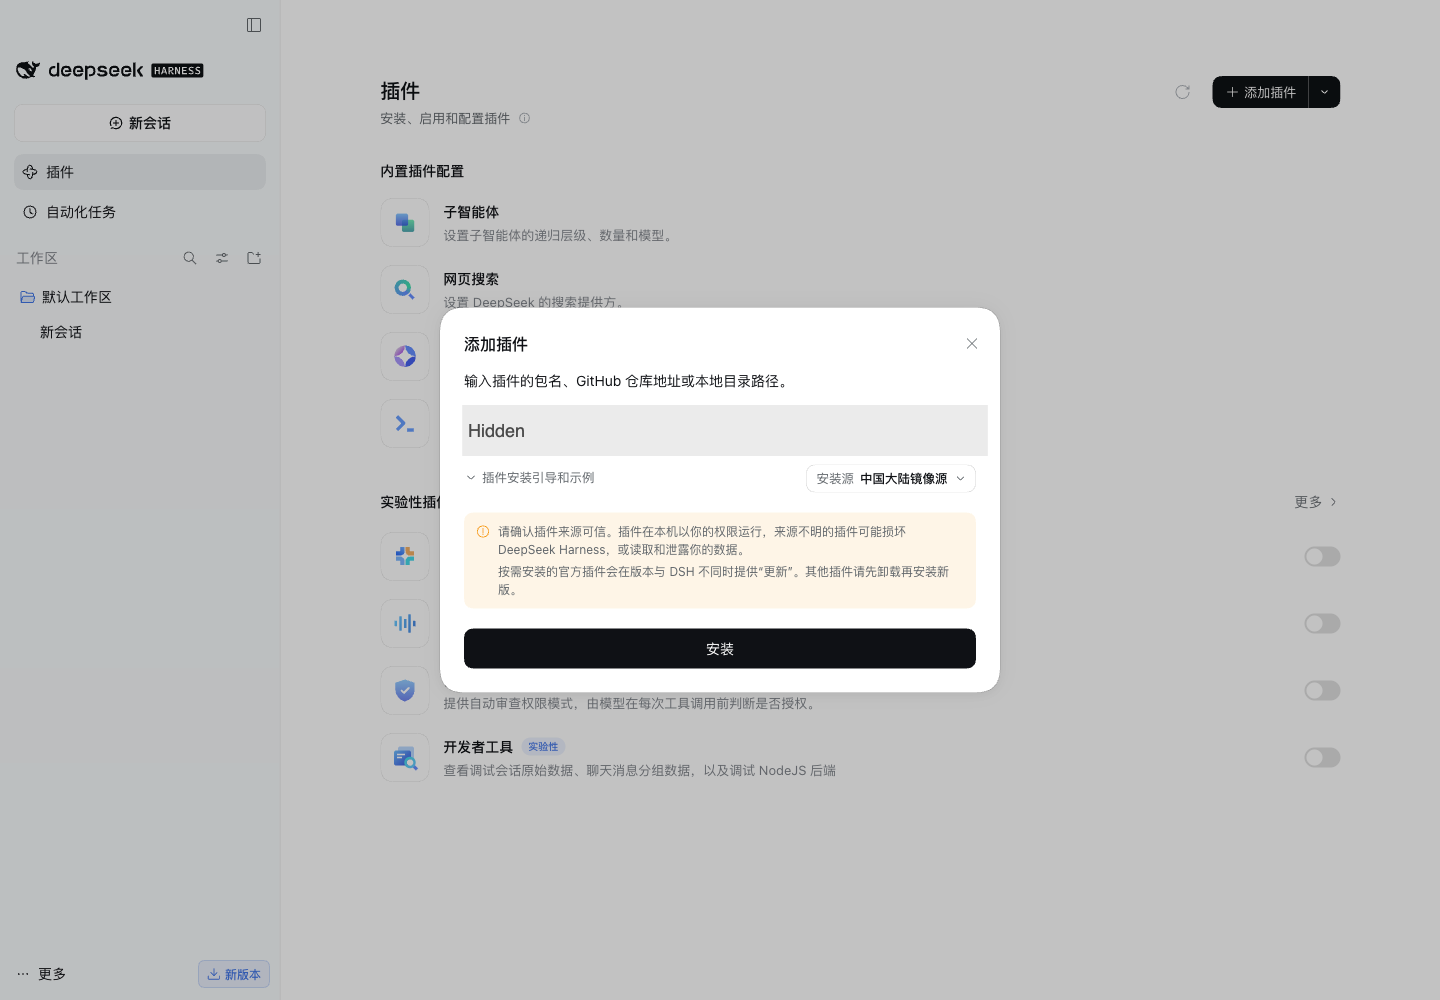 deepseek HARNESS
新会话
插件
自动化任务
工作区
默认工作区
新会话
更多
新版本
插件
安装、启用和配置插件
添加插件
内置插件配置
子智能体
设置子智能体的递归层级、数量和模型。
网页搜索
设置 DeepSeek 的搜索提供方。
添加插件
输入插件的包名、GitHub 仓库地址或本地目录路径。
Hidden
插件安装引导和示例
安装源 中国大陆镜像源
请确认插件来源可信。插件在本机以你的权限运行，来源不明的插件可能损坏
DeepSeek Harness，或读取和泄露你的数据。
按需安装的官方插件会在版本与 DSH 不同时提供“更新”。其他插件请先卸载再安装新
版。
安装
实验性插
更多
提供自动审查权限模式，由模型在每次工具调用前判断是否授权。
开发者工具 实验性
查看调试会话原始数据、聊天消息分组数据，以及调试 NodeJS 后端